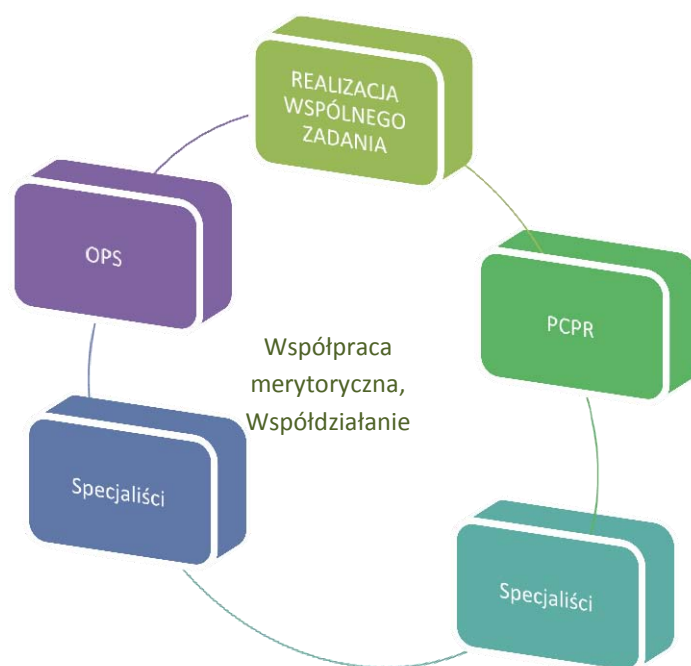 REALIZACJA
WSPÓLNEGO
ZADANIA
OPS
PCPR
Współpraca
merytoryczna,
Współdziałanie
Specjaliści
Specjaliści